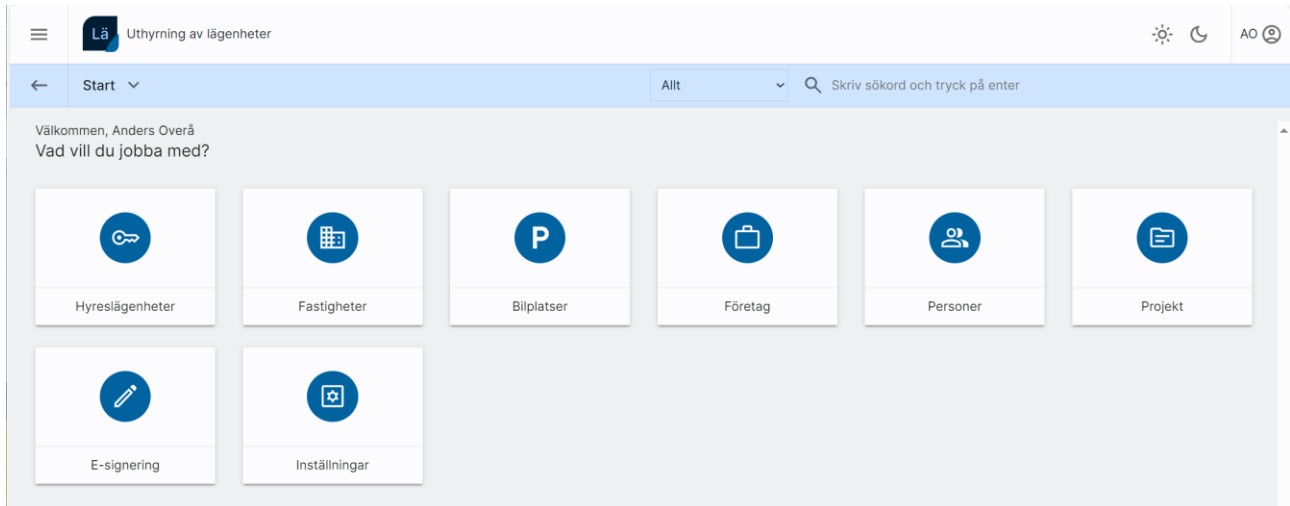 Lä
Uthyrning av lägenheter
AO
Start
Allt
Skriv sökord och tryck på enter
Välkommen, Anders Overå
Vad vill du jobba med?
P
Hyreslägenheter
Fastigheter
Bilplatser
Företag
Personer
Projekt
E-signering
Inställningar